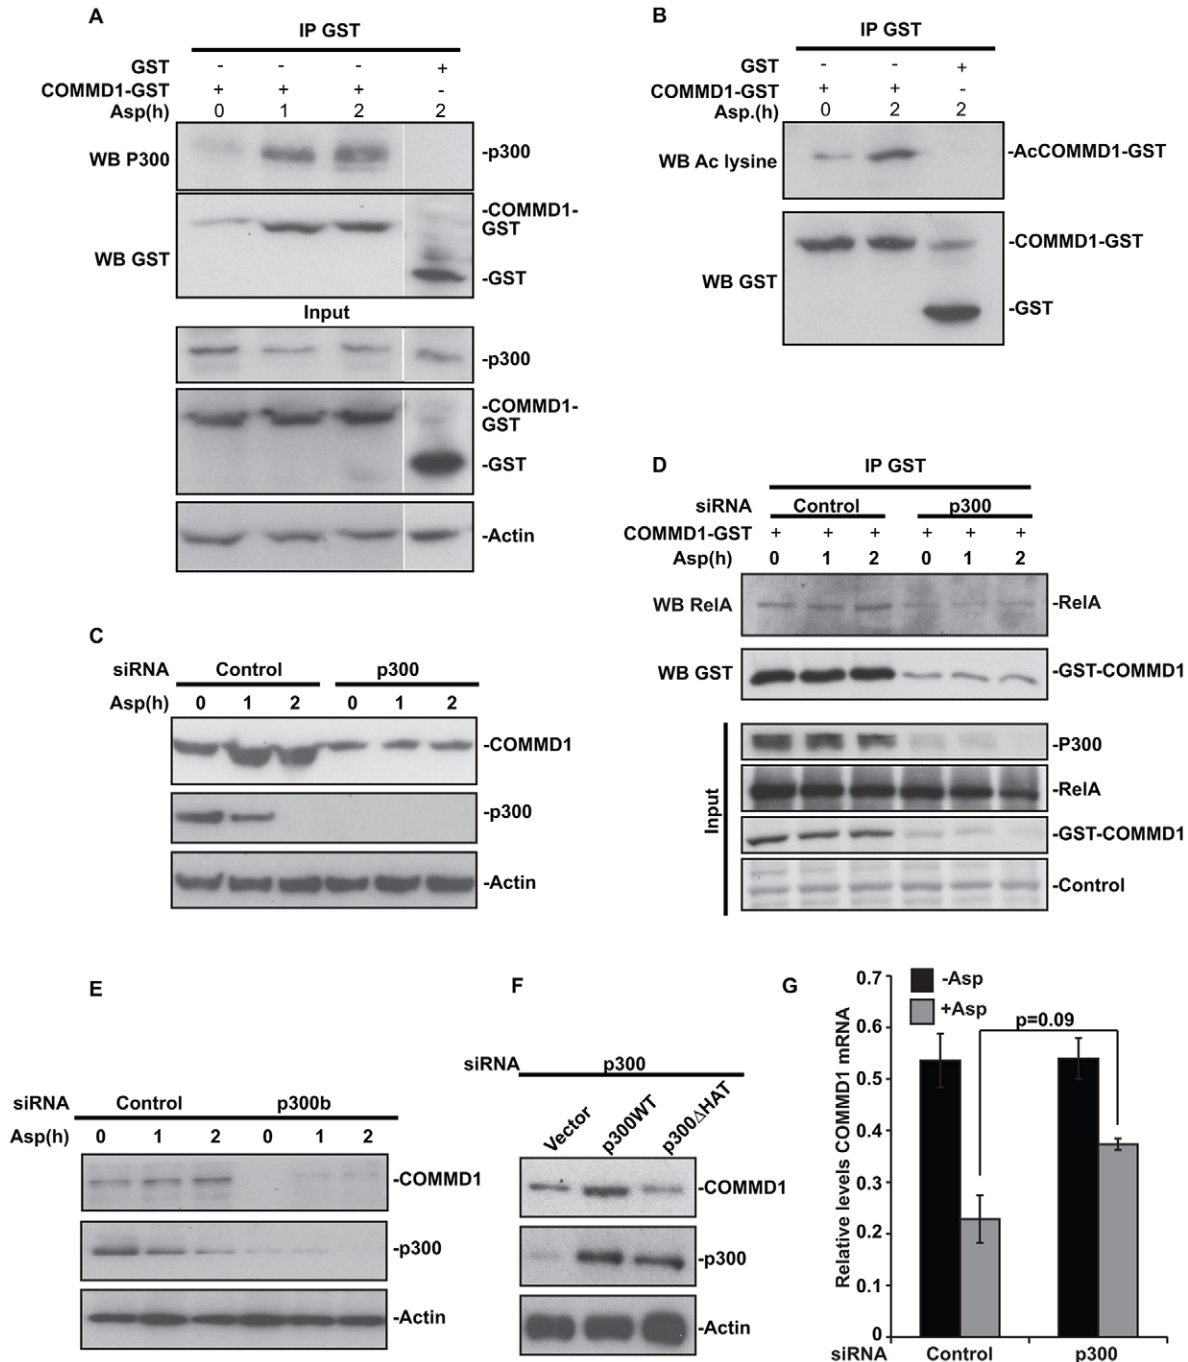 A
IP GST
GST - - - +
COMMD1-GST + + + -
Asp(h) 0 1 2 2
WB P300
-p300
WB GST
-COMMD1-
GST
-GST
Input
-p300
-COMMD1-
GST
-GST
-Actin
B
IP GST
GST - - +
COMMD1-GST + + -
Asp.(h) 0 2 2
WB Ac lysine
-AcCOMMD1-GST
WB GST
-COMMD1-GST
-GST
C
siRNA Control p300
Asp(h) 0 1 2 0 1 2
-COMMD1
-p300
-Actin
D
IP GST
siRNA Control p300
COMMD1-GST + + + + + +
Asp(h) 0 1 2 0 1 2
WB RelA
-RelA
WB GST
-GST-COMMD1
Input
-P300
-RelA
-GST-COMMD1
-Control
E
siRNA Control p300b
Asp(h) 0 1 2 0 1 2
-COMMD1
-p300
-Actin
F
siRNA p300
Vector p300WT p300ΔHAT
-COMMD1
-p300
-Actin
G
Relative levels COMMD1 mRNA
0.7
0.6
0.5
0.4
0.3
0.2
0.1
0
-Asp
+Asp
p=0.09
siRNA Control p300